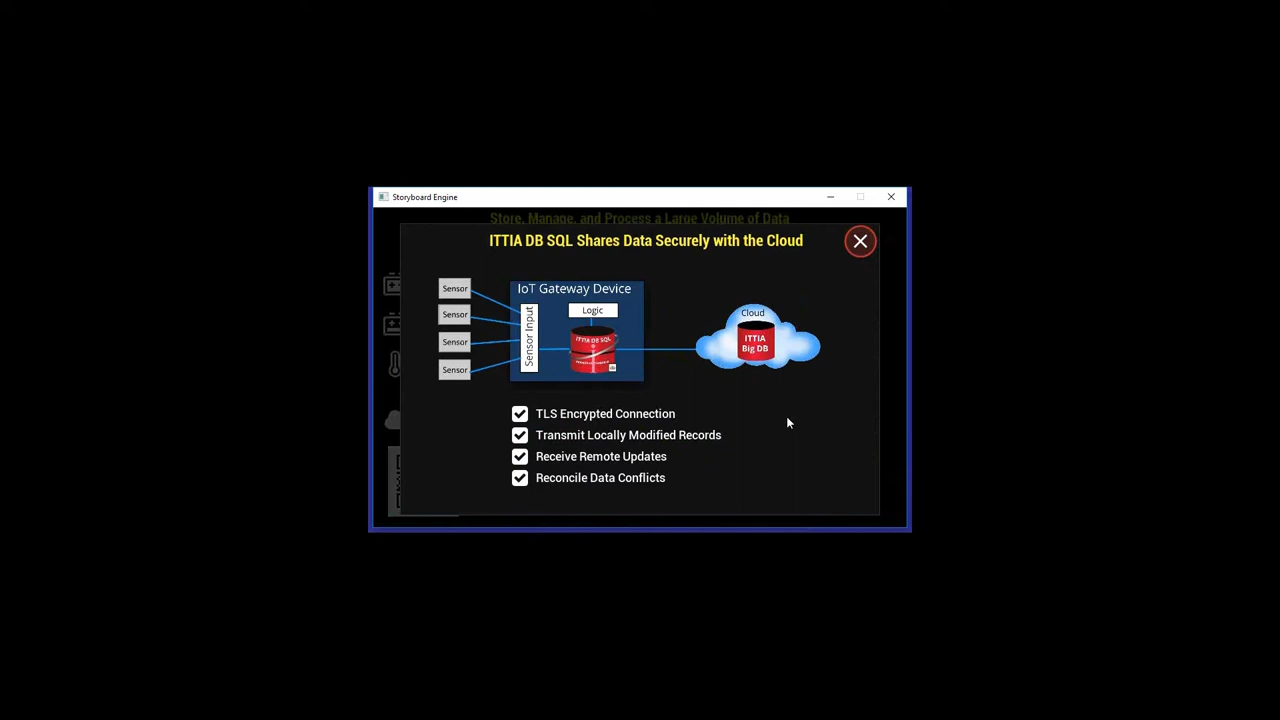 Storyboard Engine
Store, Manage, and Process a Large Volume of Data
ITTIA DB SQL Shares Data Securely with the Cloud
Sensor
Sensor
Sensor
Sensor
IoT Gateway Device
Sensor Input
Logic
ITTIA DB SQL
Cloud
ITTIA
Big DB
TLS Encrypted Connection
Transmit Locally Modified Records
Receive Remote Updates
Reconcile Data Conflicts